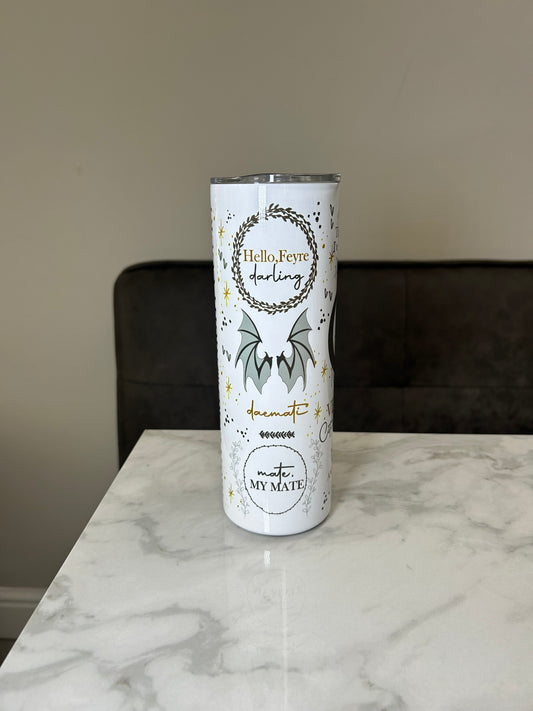 Hello, Feyre
darling
daemati
mate,
MY MATE